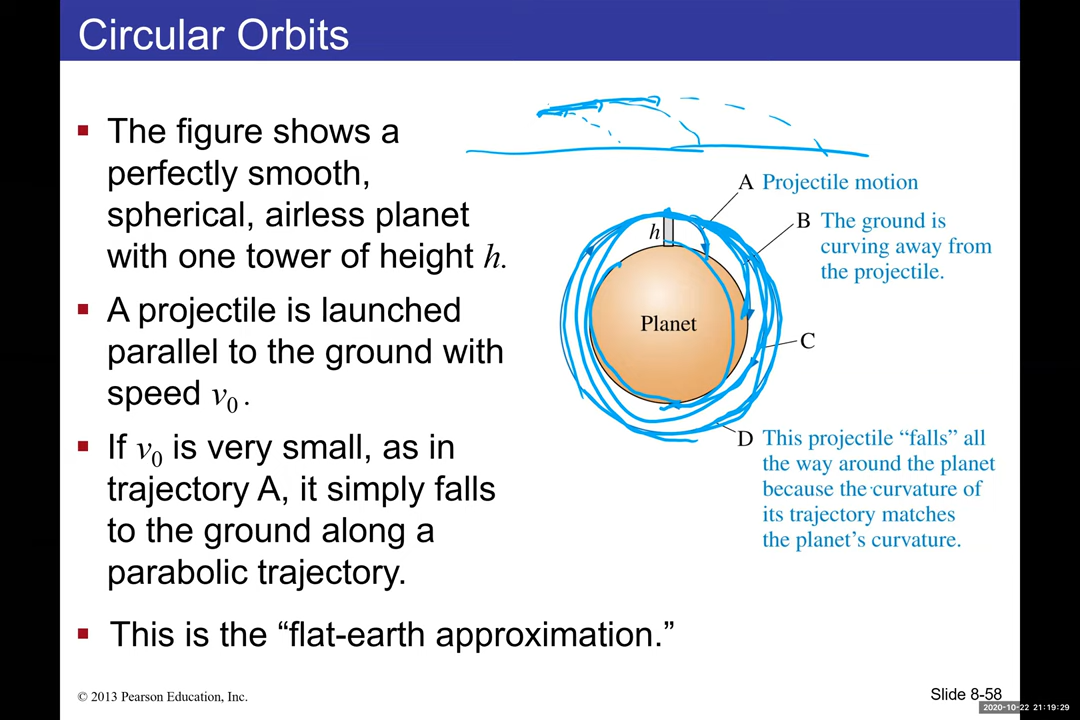 Circular Orbits
▪ The figure shows a
perfectly smooth,
spherical, airless planet
with one tower of height h.
▪ A projectile is launched
parallel to the ground with
speed v₀ .
▪ If v₀ is very small, as in
trajectory A, it simply falls
to the ground along a
parabolic trajectory.
▪ This is the “flat-earth approximation.”
A Projectile motion
B The ground is
curving away from
the projectile.
h
Planet
C
D This projectile “falls” all
the way around the planet
because the curvature of
its trajectory matches
the planet’s curvature.
© 2013 Pearson Education, Inc.
Slide 8-58
2020-10-22 21:19:29